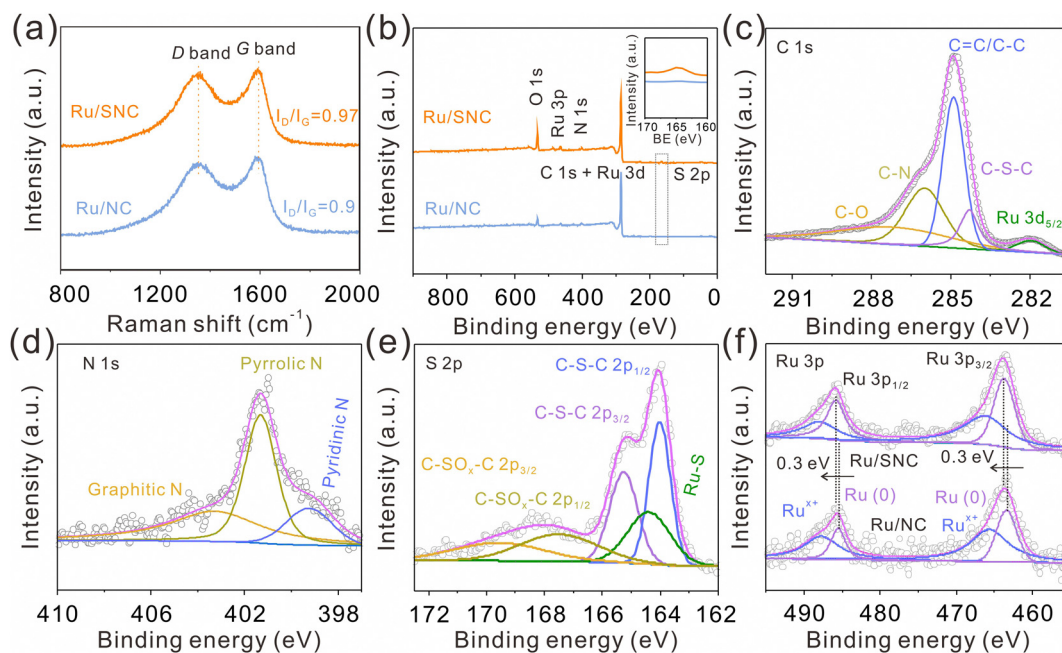 (a)
D band
G band
Ru/SNC
I_D/I_G=0.97
Ru/NC
I_D/I_G=0.9
Intensity (a.u.)
800 1200 1600 2000
Raman shift (cm⁻¹)
(b)
Intensity (a.u.)
170 165 160
BE (eV)
O 1s
Ru 3p
N 1s
Ru/SNC
C 1s + Ru 3d
S 2p
Ru/NC
Intensity (a.u.)
800 600 400 200 0
Binding energy (eV)
(c)
C 1s
C=C/C-C
C-N
C-S-C
C-O
Ru 3d5/2
Intensity (a.u.)
291 288 285 282
Binding energy (eV)
(d)
N 1s
Pyrrolic N
Pyridinic N
Graphitic N
Intensity (a.u.)
410 406 402 398
Binding energy (eV)
(e)
S 2p
C-S-C 2p1/2
C-S-C 2p3/2
C-SOx-C 2p3/2
C-SOx-C 2p1/2
Ru-S
Intensity (a.u.)
172 170 168 166 164 162
Binding energy (eV)
(f)
Ru 3p
Ru 3p1/2
Ru 3p3/2
0.3 eV
Ru/SNC
0.3 eV
Ru (0)
Ru (0)
Ruˣ⁺
Ru/NC
Ruˣ⁺
Intensity (a.u.)
490 480 470 460
Binding energy (eV)